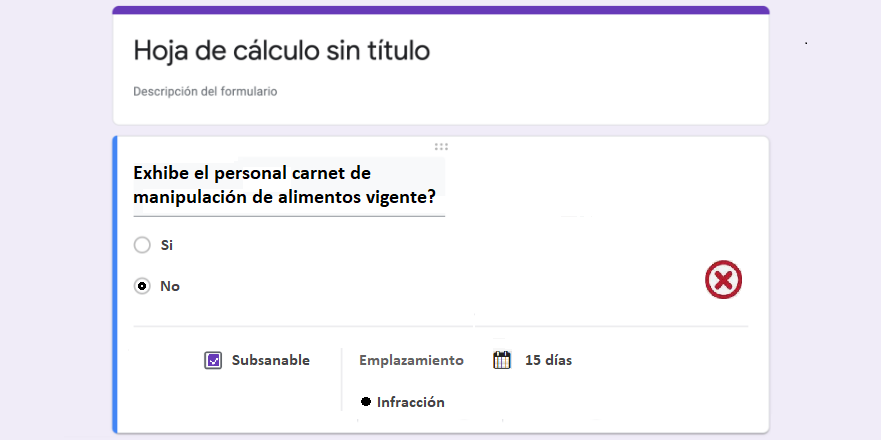 Hoja de cálculo sin título
Descripción del formulario
Exhibe el personal carnet de
manipulación de alimentos vigente?
Si
No
Subsanable Emplazamiento 15 días
Infracción